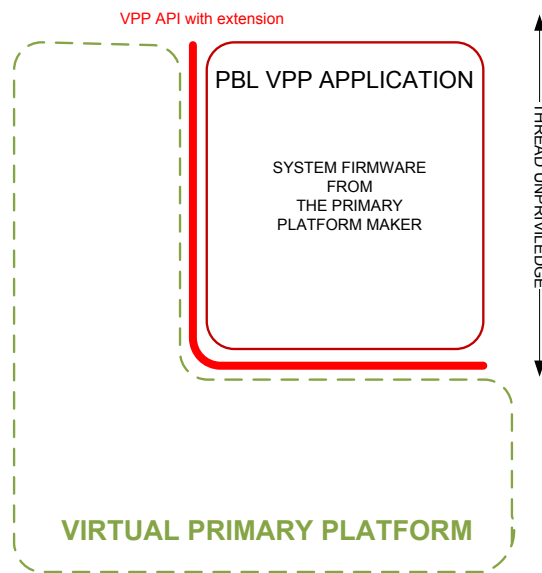 VPP API with extension
PBL VPP APPLICATION
SYSTEM FIRMWARE
FROM
THE PRIMARY
PLATFORM MAKER
THREAD UNPRIVILEDGE
VIRTUAL PRIMARY PLATFORM